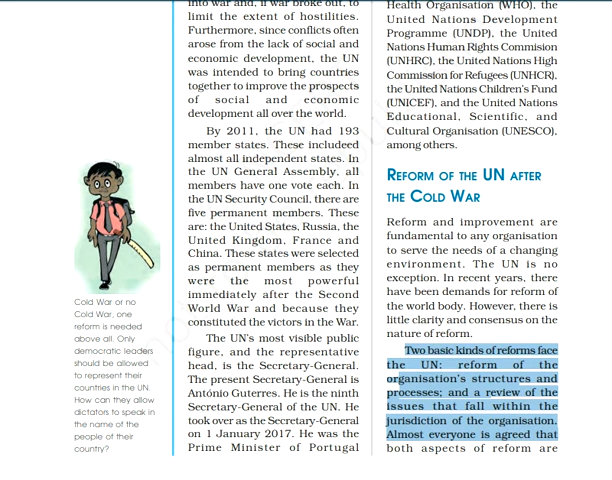 into war and, if war broke out, to
limit the extent of hostilities.
Furthermore, since conflicts often
arose from the lack of social and
economic development, the UN
was intended to bring countries
together to improve the prospects
of social and economic
development all over the world.
By 2011, the UN had 193
member states. These includeed
almost all independent states. In
the UN General Assembly, all
members have one vote each. In
the UN Security Council, there are
five permanent members. These
are: the United States, Russia, the
United Kingdom, France and
China. These states were selected
as permanent members as they
were the most powerful
immediately after the Second
World War and because they
constituted the victors in the War.
The UN's most visible public
figure, and the representative
head, is the Secretary-General.
The present Secretary-General is
António Guterres. He is the ninth
Secretary-General of the UN. He
took over as the Secretary-General
on 1 January 2017. He was the
Prime Minister of Portugal
Cold War or no
Cold War, one
reform is needed
above all. Only
democratic leaders
should be allowed
to represent their
countries in the UN.
How can they allow
dictators to speak in
the name of the
people of their
country?
Health Organisation (WHO), the
United Nations Development
Programme (UNDP), the United
Nations Human Rights Commision
(UNHRC), the United Nations High
Commission for Refugees (UNHCR),
the United Nations Children's Fund
(UNICEF), and the United Nations
Educational, Scientific, and
Cultural Organisation (UNESCO),
among others.
REFORM OF THE UN AFTER
THE COLD WAR
Reform and improvement are
fundamental to any organisation
to serve the needs of a changing
environment. The UN is no
exception. In recent years, there
have been demands for reform of
the world body. However, there is
little clarity and consensus on the
nature of reform.
Two basic kinds of reforms face
the UN: reform of the
organisation's structures and
processes; and a review of the
issues that fall within the
jurisdiction of the organisation.
Almost everyone is agreed that
both aspects of reform are